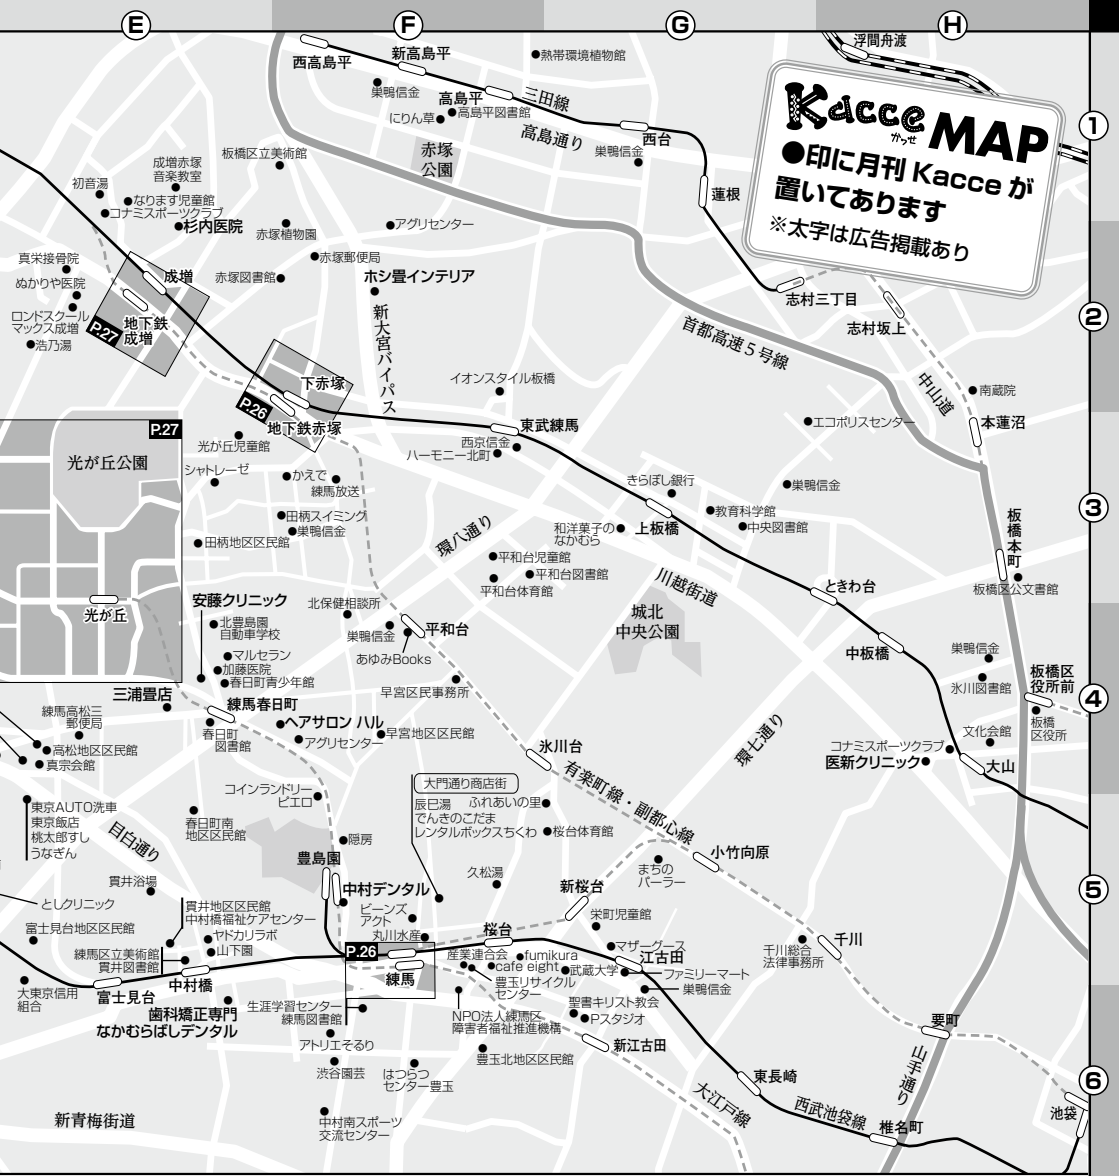 E
F
G
H
①
②
③
④
⑤
⑥
Kacce
かっせ
MAP
●印に月刊 Kacce が
置いてあります
※太字は広告掲載あり
浮間舟渡
西高島平
新高島平
●熱帯環境植物館
巣鴨信金
高島平
●高島平図書館
にりん草●
三田線
高島通り
西台
巣鴨信金
蓮根
赤塚
公園
成増赤塚
音楽教室
板橋区立美術館
初音湯
●なります児童館
●コナミスポーツクラブ
●杉内医院
赤塚植物園
●アグリセンター
真栄接骨院
ぬかりや医院
ロンドスクール
マックス成増
●浩乃湯
成増
地下鉄
成増
P.27
●赤塚郵便局
赤塚図書館●
ホシ畳インテリア
新大宮バイパス
志村三丁目
志村坂上
首都高速5号線
中山道
●南蔵院
本蓮沼
下赤塚
P.26
地下鉄赤塚
イオンスタイル板橋
東武練馬
西京信金
ハーモニー北町●
●エコポリスセンター
P.27
光が丘公園
光が丘
光が丘児童館
シャトレーゼ
●かえで
練馬放送
●田柄スイミング
●巣鴨信金
●田柄地区区民館
環八通り
きらぼし銀行
●巣鴨信金
●教育科学館
●中央図書館
和洋菓子の
なかむら
上板橋
●平和台児童館
●平和台図書館
平和台体育館
川越街道
ときわ台
板橋本町
板橋区公文書館
安藤クリニック
●北豊島園
自動車学校
●マルセラン
●加藤医院
●春日町青少年館
北保健相談所
巣鴨信金
平和台
あゆみBooks
早宮区民事務所
城北
中央公園
中板橋
巣鴨信金
氷川図書館
板橋区
役所前
板橋
区役所
文化会館
三浦畳店
練馬春日町
春日町
図書館
●ヘアサロン ハル
●アグリセンター
●早宮地区区民館
練馬高松三
郵便局
●高松地区区民館
●真宗会館
東京AUTO洗車
東京飯店
桃太郎すし
うなぎん
コインランドリー
ピエロ
春日町南
地区区民館
目白通り
氷川台
有楽町線・副都心線
環七通り
コナミスポーツクラブ
医新クリニック●
大山
大門通り商店街
辰巳湯
でんきのこだま
レンタルボックスちくわ
ふれあいの里●
●桜台体育館
●隠房
豊島園
中村デンタル
ビーンズ
アクト
丸川水産●
久松湯
まちの
パーラー
小竹向原
新桜台
栄町児童館
貫井浴場
としクリニック
富士見台地区区民館
貫井地区区民館
中村橋福祉ケアセンター
●ヤドカリラボ
●山下園
練馬区立美術館
貫井図書館
大東京信用
組合
富士見台
中村橋
歯科矯正専門
なかむらばしデンタル
P.26
練馬
桜台
産業連合会
●fumikura
●cafe eight
豊玉リサイクル
センター
●武蔵大学
●マザーグース
江古田
ファミリーマート
巣鴨信金
千川総合
法律事務所
千川
生涯学習センター
練馬図書館
NPO法人練馬区
障害者福祉推進機構
聖書キリスト教会
●Pスタジオ
アトリエそるり
渋谷園芸
はつらつ
センター豊玉
豊玉北地区区民館
新江古田
要町
山手通り
大江戸線
東長崎
西武池袋線
椎名町
池袋
新青梅街道
中村南スポーツ
交流センター